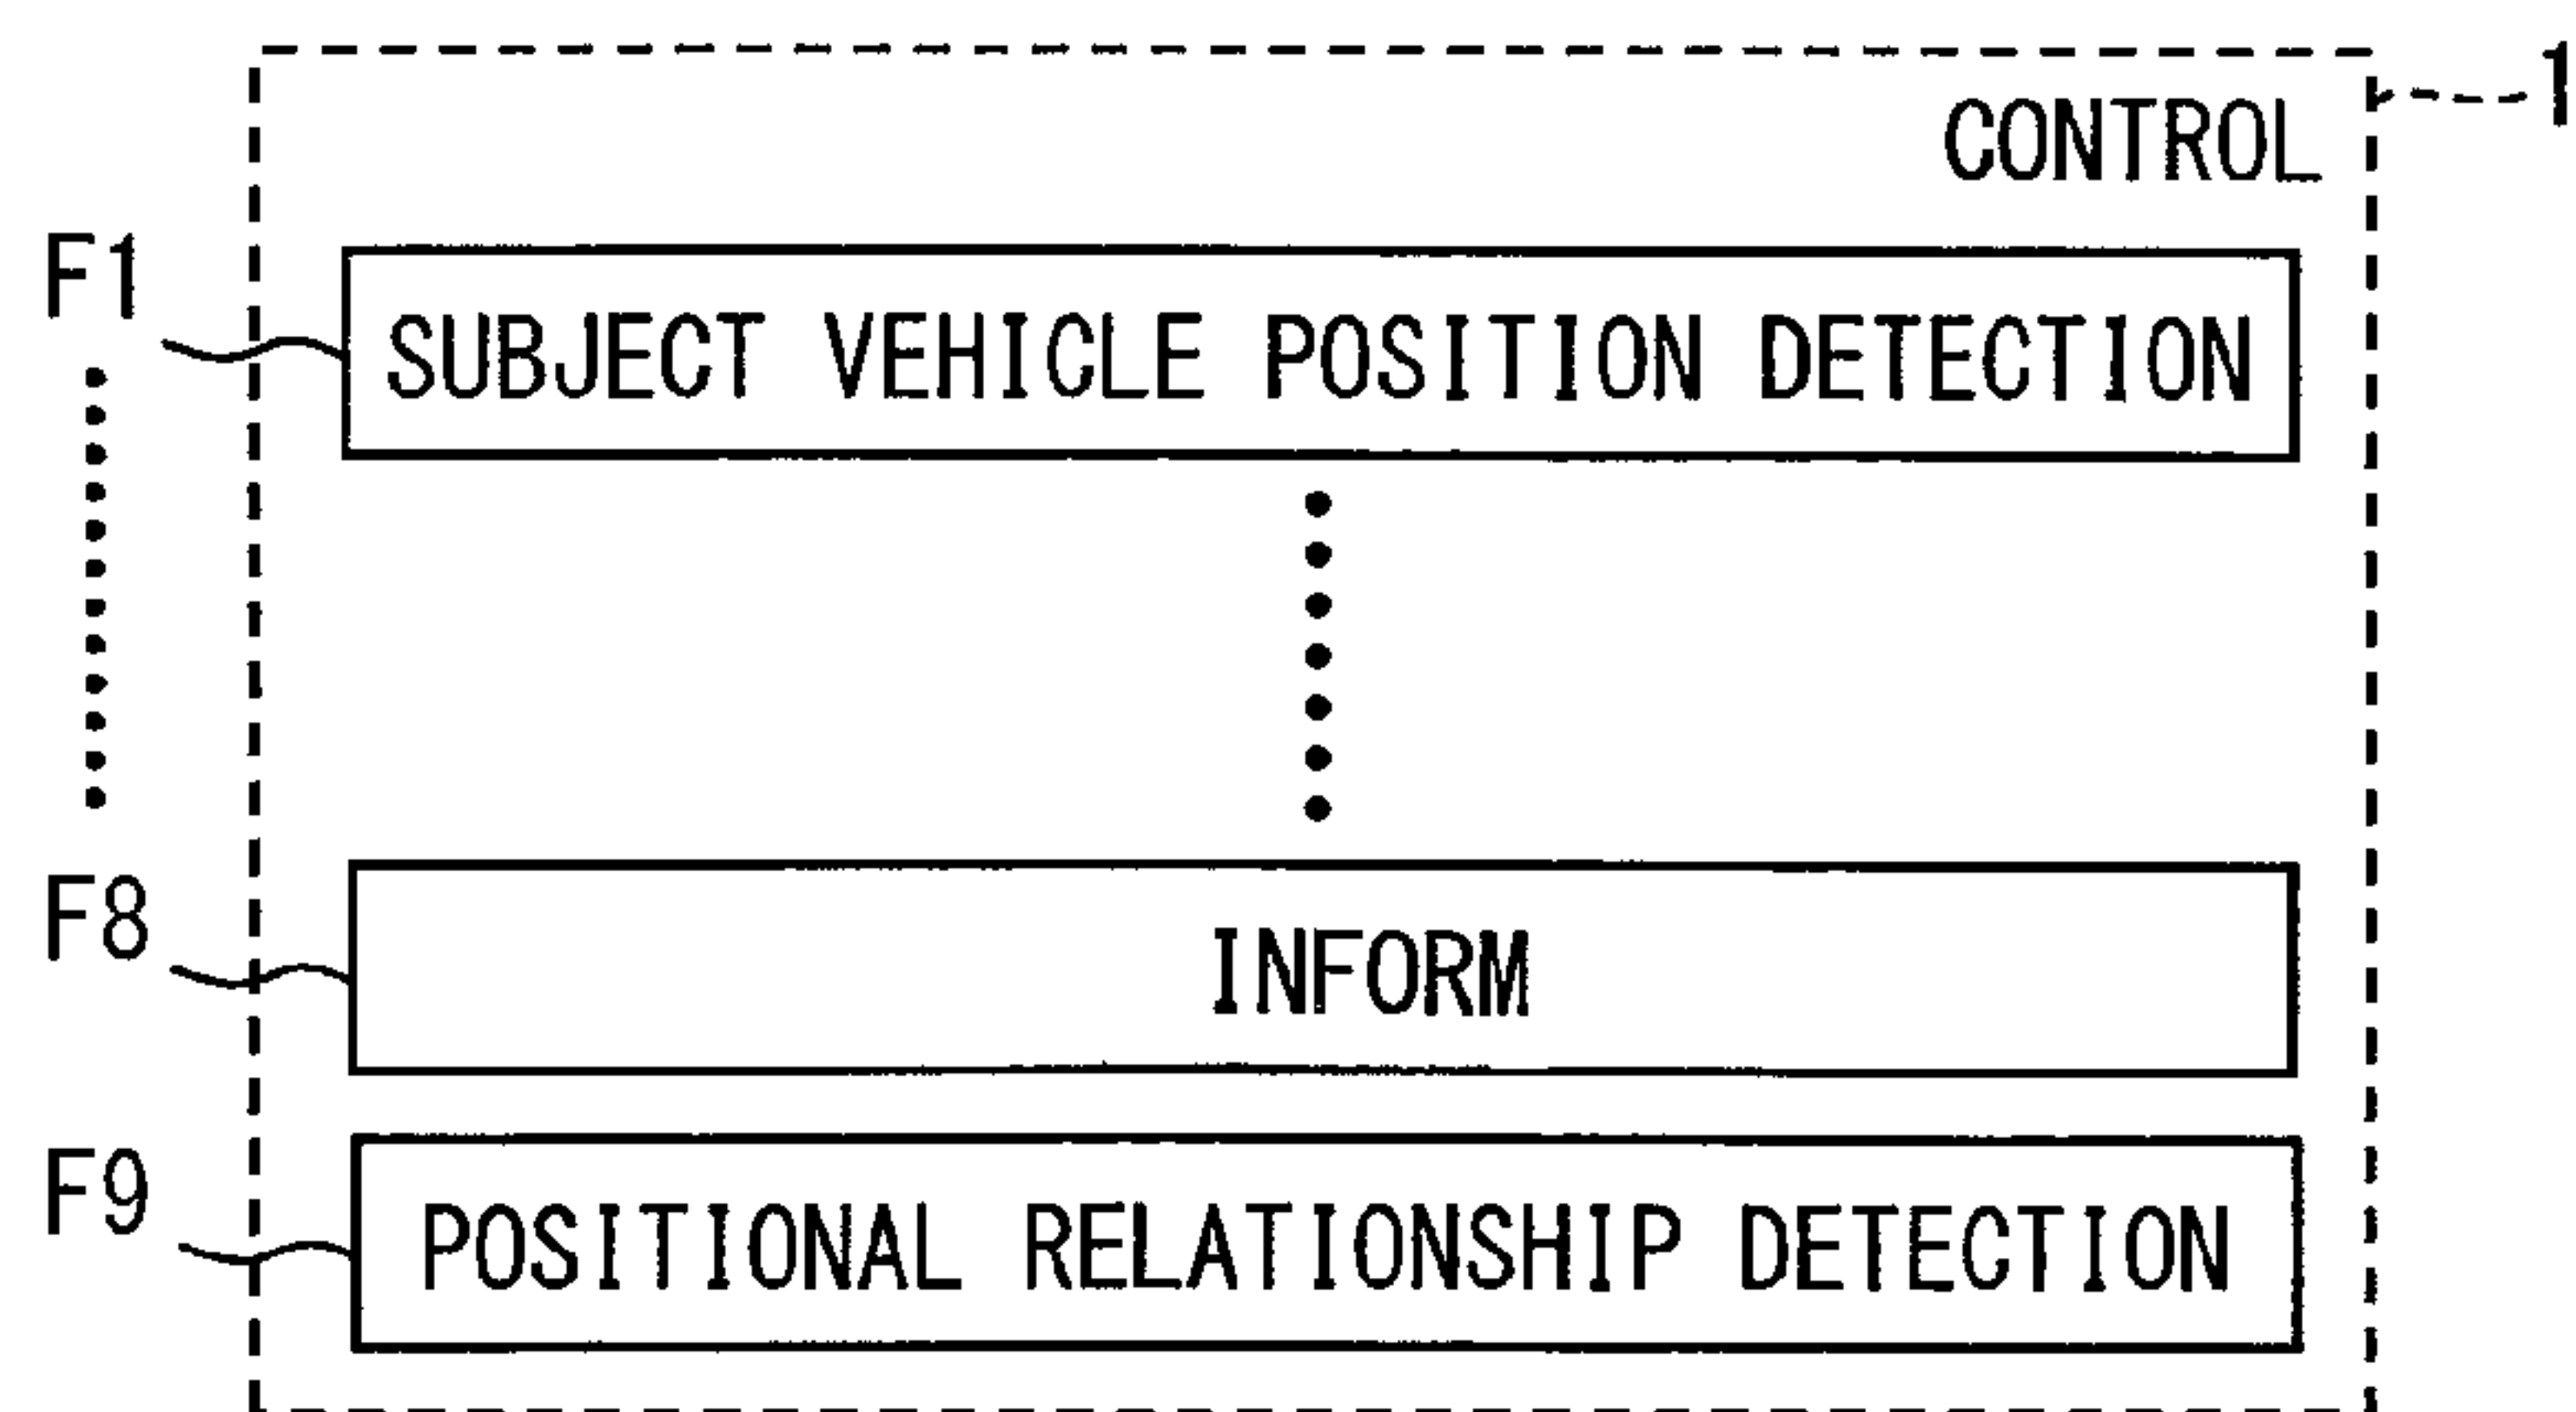 1
CONTROL
F1
SUBJECT VEHICLE POSITION DETECTION
F8
INFORM
F9
POSITIONAL RELATIONSHIP DETECTION